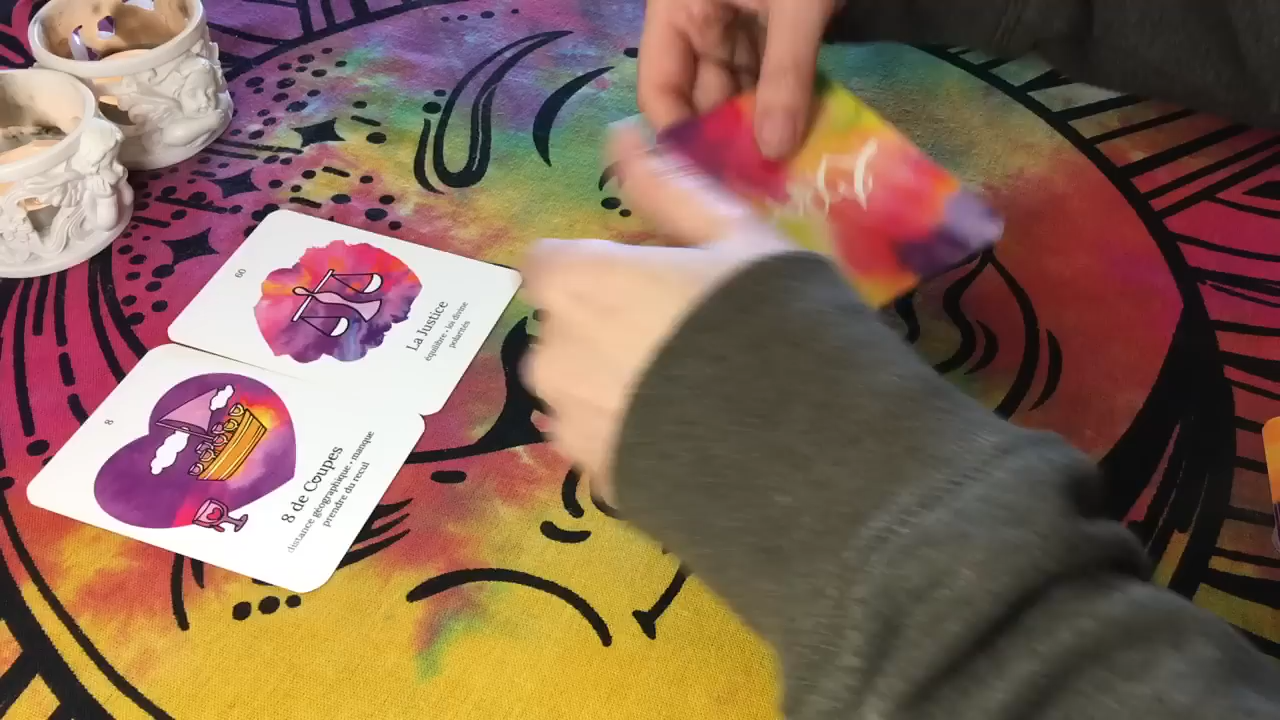 60
La Justice
équilibre • loi divine
polarités
8
8 de Coupes
distance géographique • manque
prendre du recul